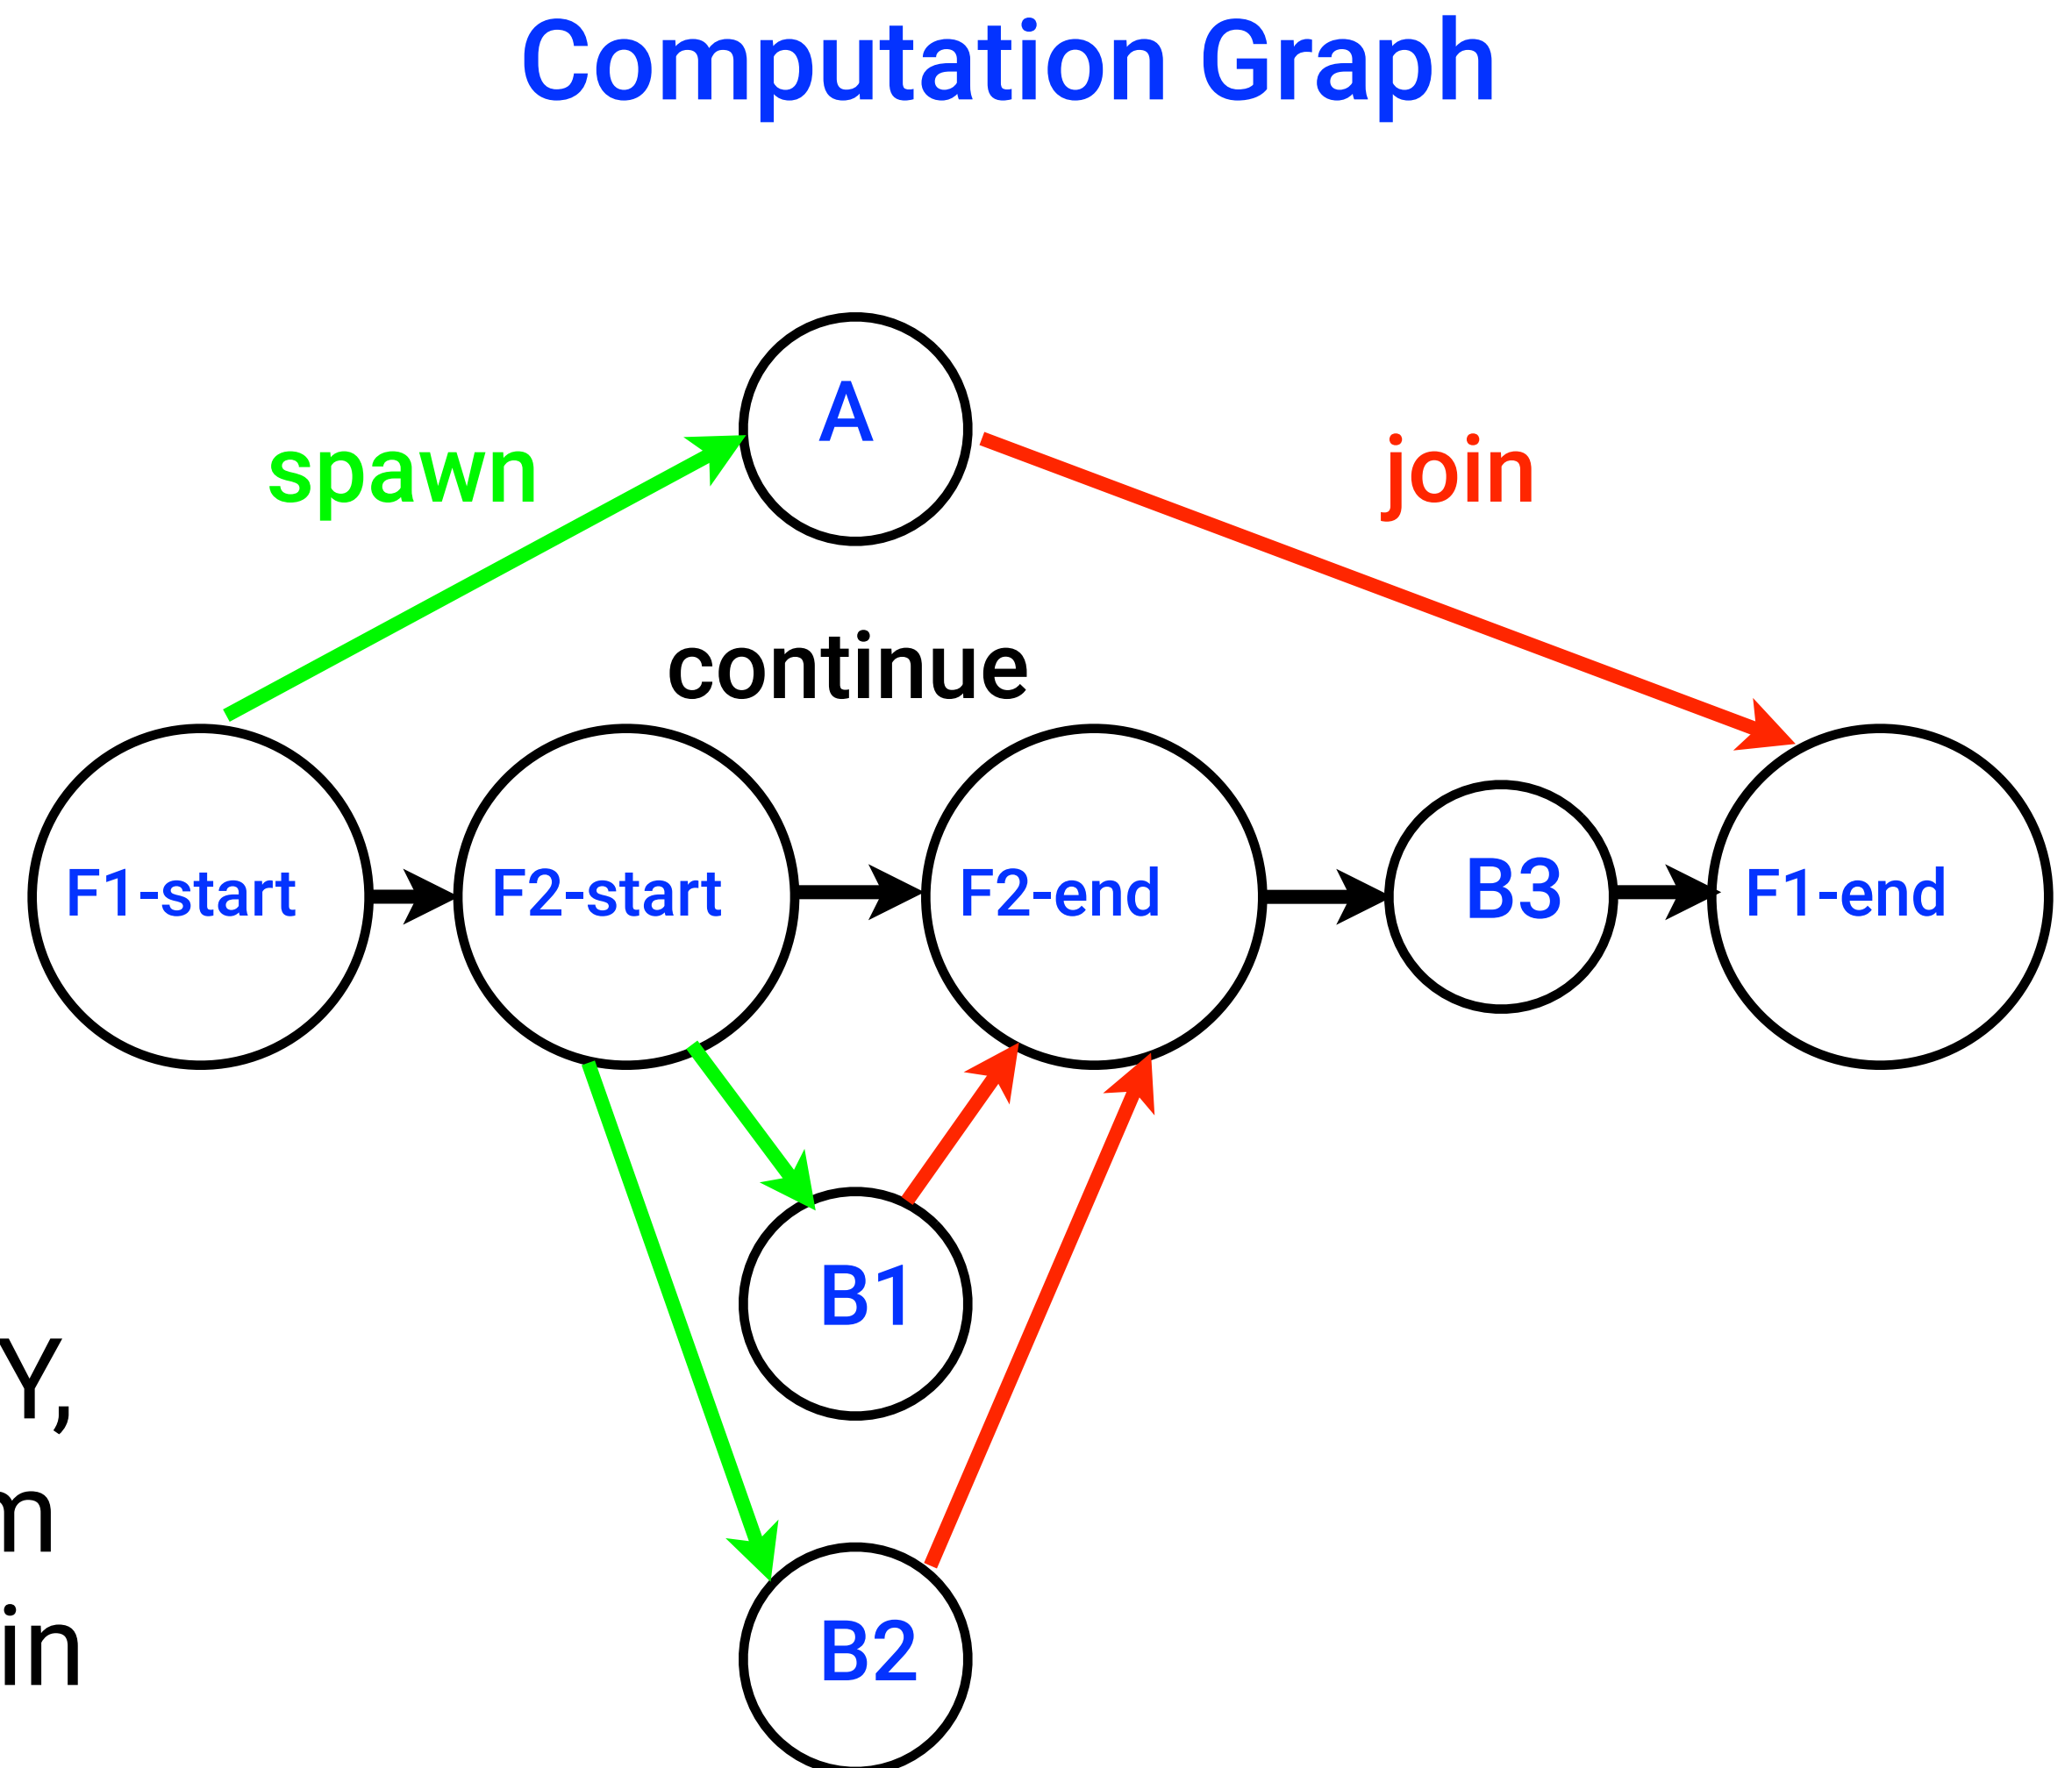 Computation Graph
A
spawn
join
continue
F1-start
F2-start
F2-end
B3
F1-end
B1
Y,
m
in
B2